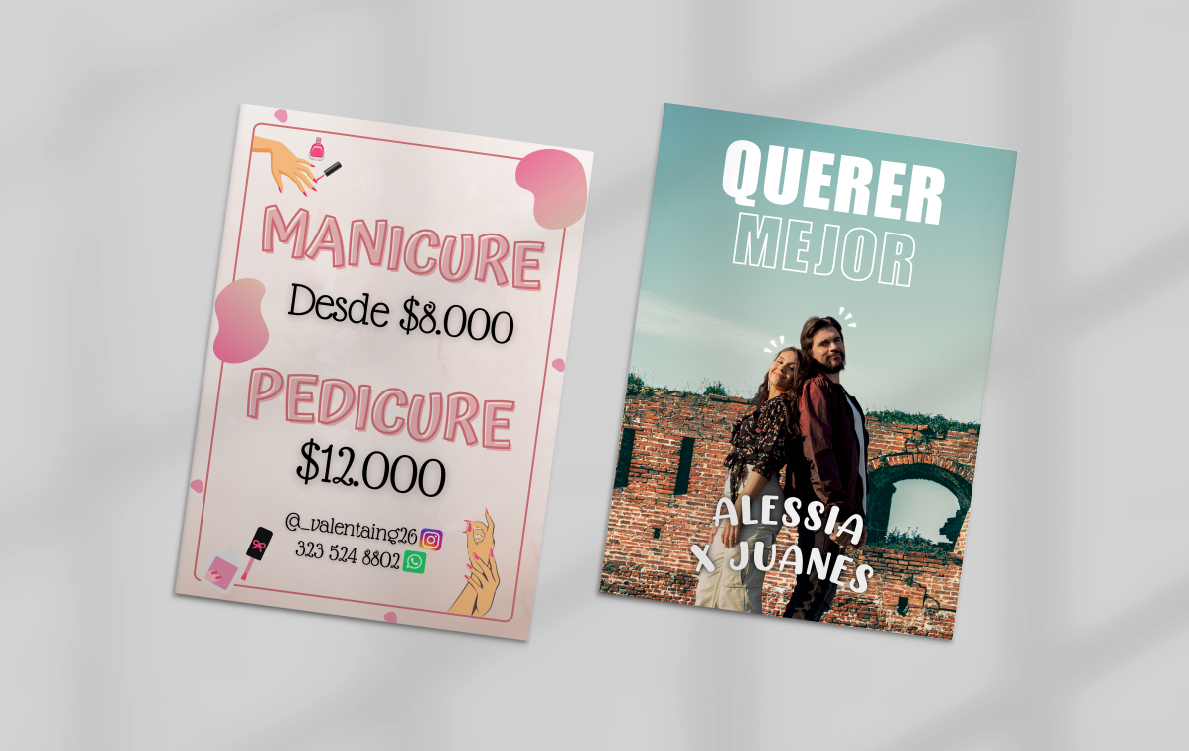 MANICURE
Desde $8.000
PEDICURE
$12.000
@_valentaing26
323 524 8802
QUERER
MEJOR
ALESSIA
X JUANES